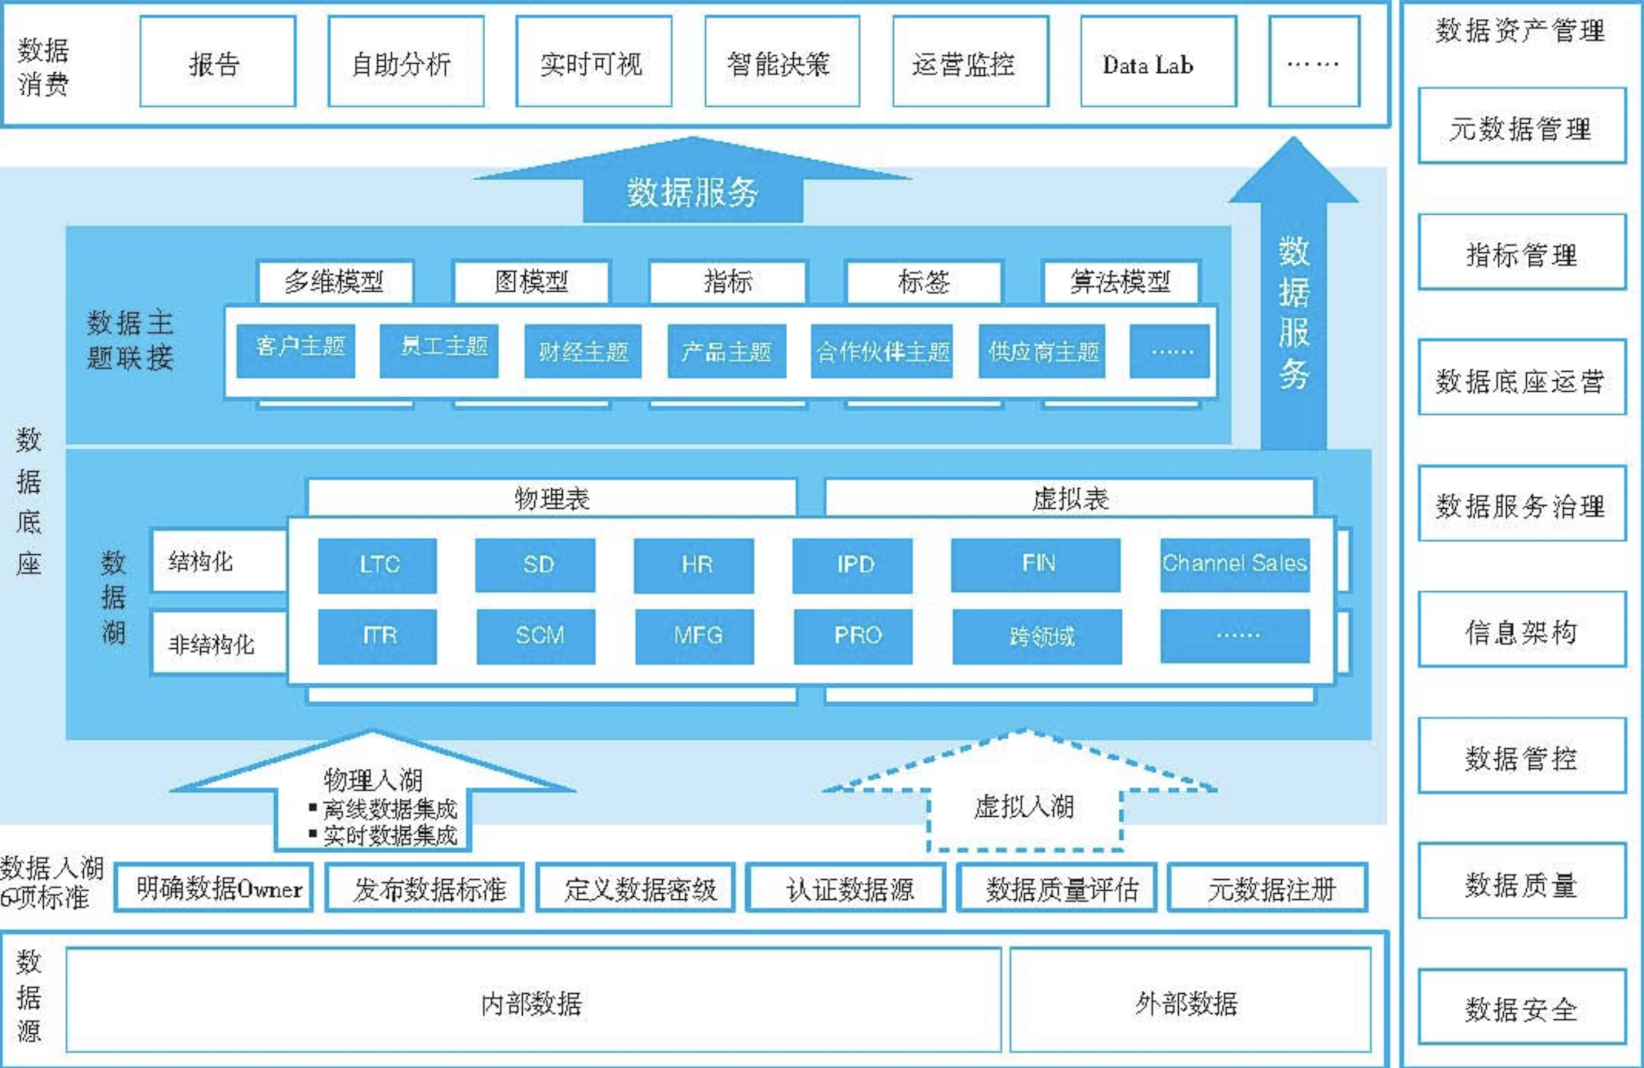 数据
消费
报告
自助分析
实时可视
智能决策
运营监控
Data Lab
……
数据服务
数据服务
数据底座
数据主
题联接
多维模型
图模型
指标
标签
算法模型
客户主题
员工主题
财经主题
产品主题
合作伙伴主题
供应商主题
……
数据湖
物理表
虚拟表
结构化
非结构化
LTC
SD
HR
IPD
FIN
Channel Sales
ITR
SCM
MFG
PRO
跨领域
……
物理入湖
▪ 离线数据集成
▪ 实时数据集成
虚拟入湖
数据入湖
6项标准
明确数据Owner
发布数据标准
定义数据密级
认证数据源
数据质量评估
元数据注册
数据源
内部数据
外部数据
数据资产管理
元数据管理
指标管理
数据底座运营
数据服务治理
信息架构
数据管控
数据质量
数据安全